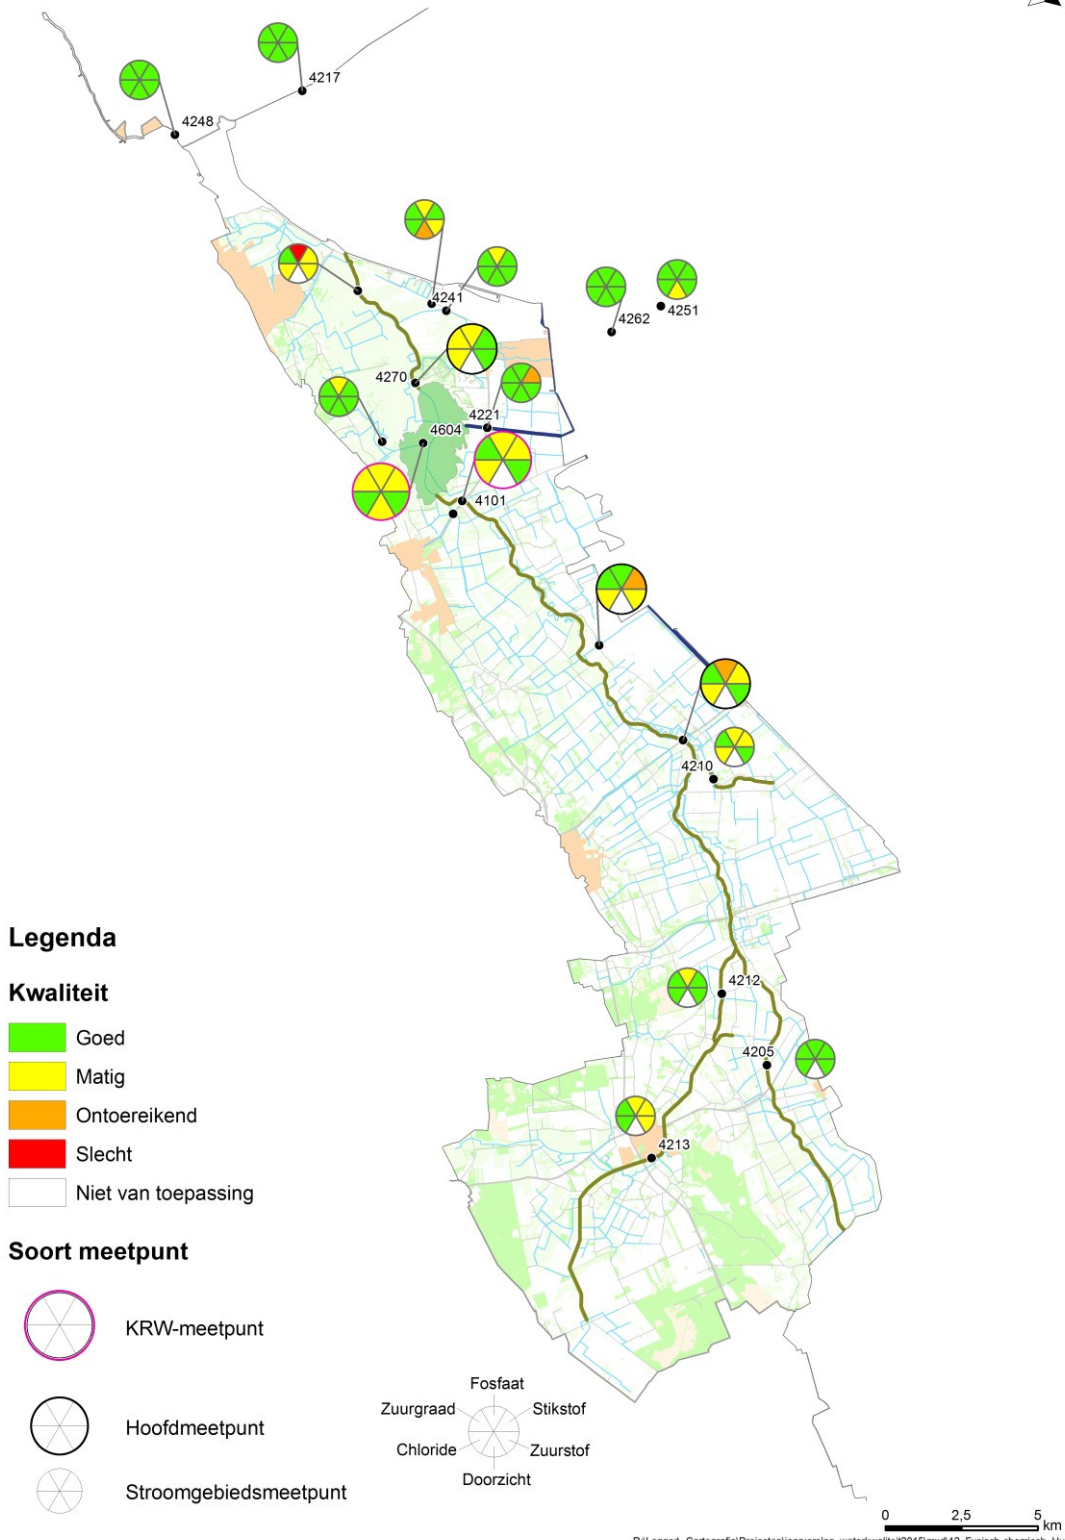 4217
4248
4241
4262
4251
4270
4221
4604
4101
4210
4212
4205
4213
Legenda
Kwaliteit
Goed
Matig
Ontoereikend
Slecht
Niet van toepassing
Soort meetpunt
KRW-meetpunt
Hoofdmeetpunt
Stroomgebiedsmeetpunt
Fosfaat
Zuurgraad
Stikstof
Chloride
Zuurstof
Doorzicht
0 2,5 5
km